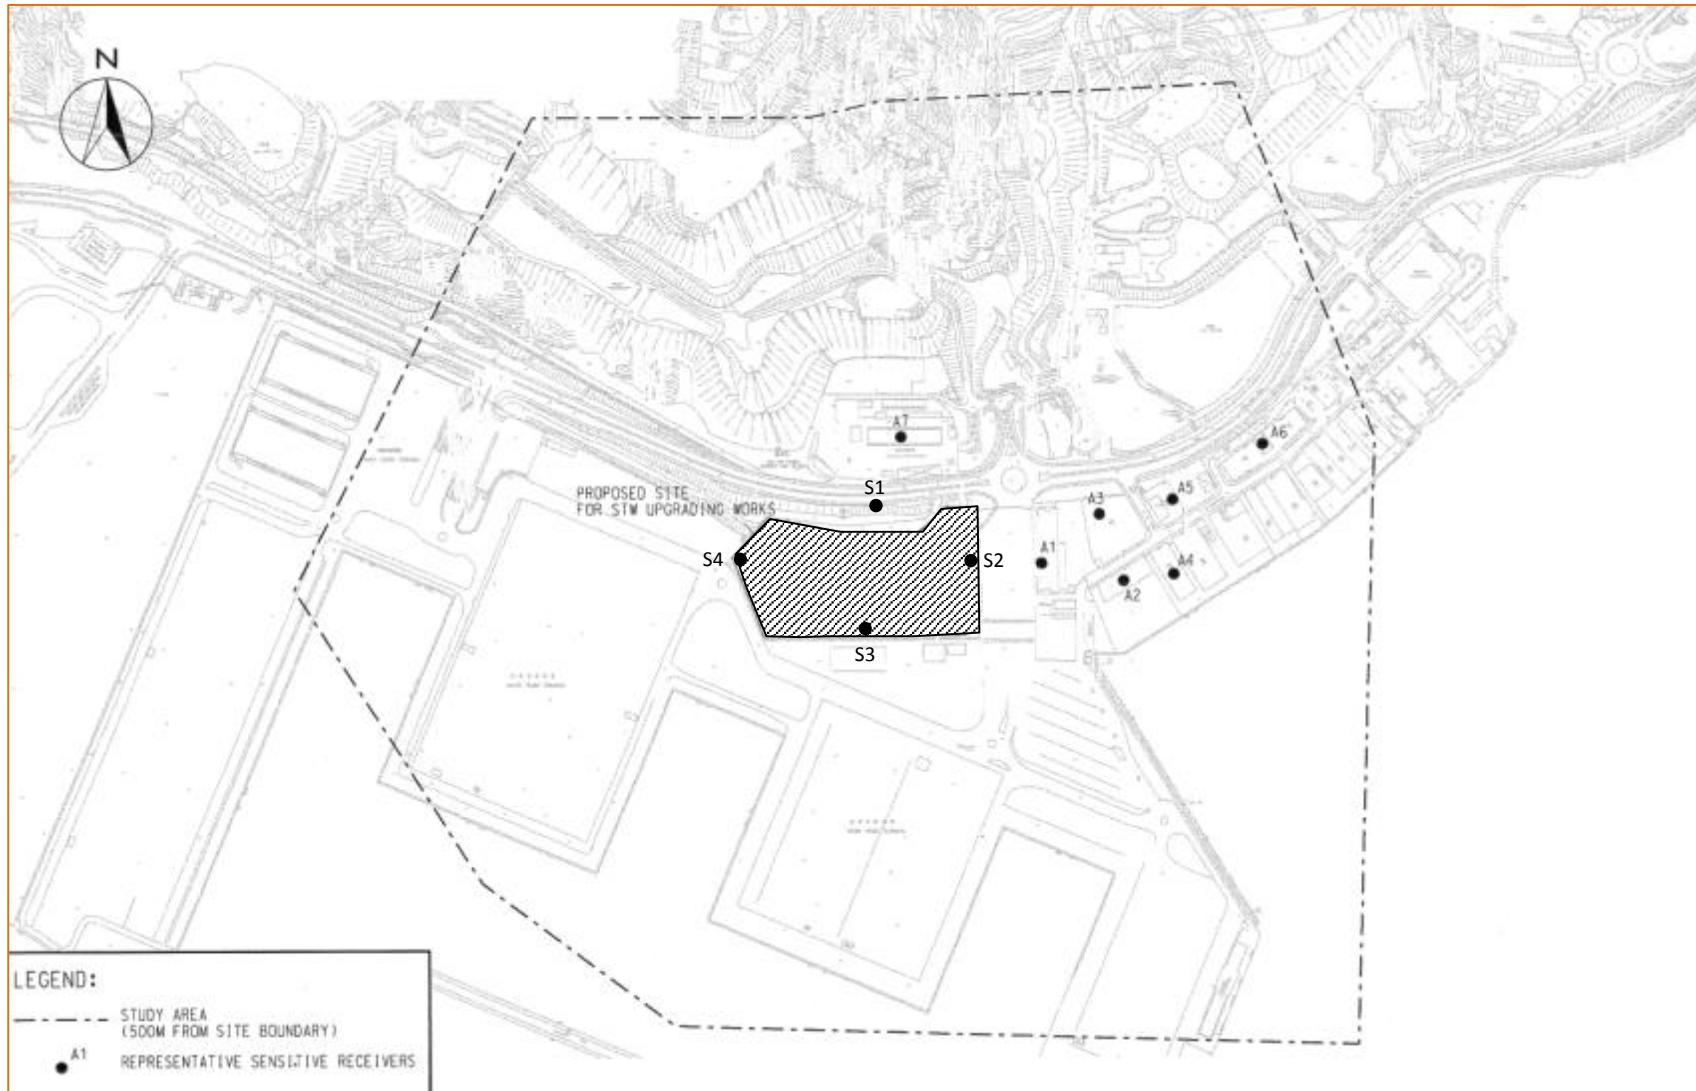 N
A7
A6
PROPOSED SITE
FOR STW UPGRADING WORKS
S1
A3
A5
S4
S2
A1
A2
A4
S3
LEGEND:
STUDY AREA
(500M FROM SITE BOUNDARY)
A1
REPRESENTATIVE SENSITIVE RECEIVERS